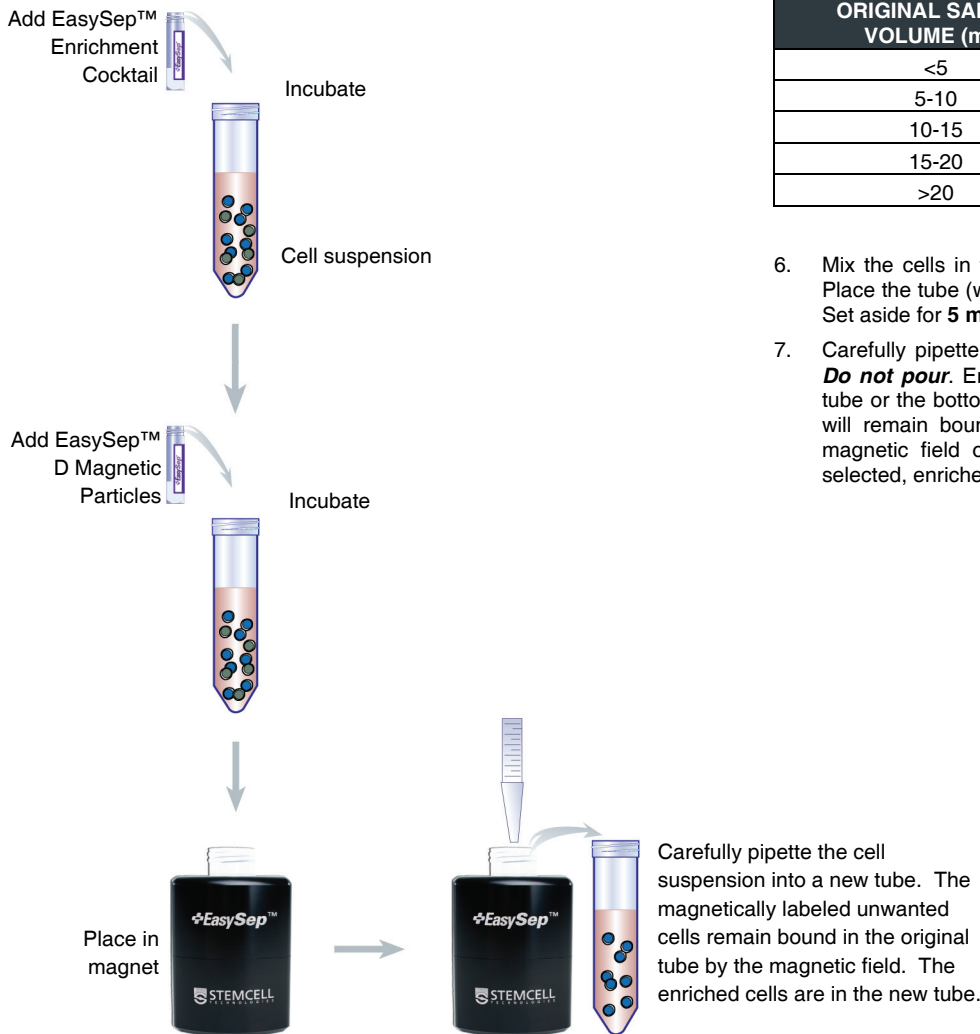 Add EasySep™
Enrichment
Cocktail
Incubate
Cell suspension
Add EasySep™
D Magnetic
Particles
Incubate
Place in
magnet
EasySep™
STEMCELL
TECHNOLOGIES
EasySep™
STEMCELL
TECHNOLOGIES
Carefully pipette the cell
suspension into a new tube. The
magnetically labeled unwanted
cells remain bound in the original
tube by the magnetic field. The
enriched cells are in the new tube.
ORIGINAL
VOLUME
<5
5-10
10-15
15-20
>20
6. Mix the cells in
Place the tube
Set aside for 5
7. Carefully pipette
Do not pour.
tube or the
will remain
magnetic field
selected,